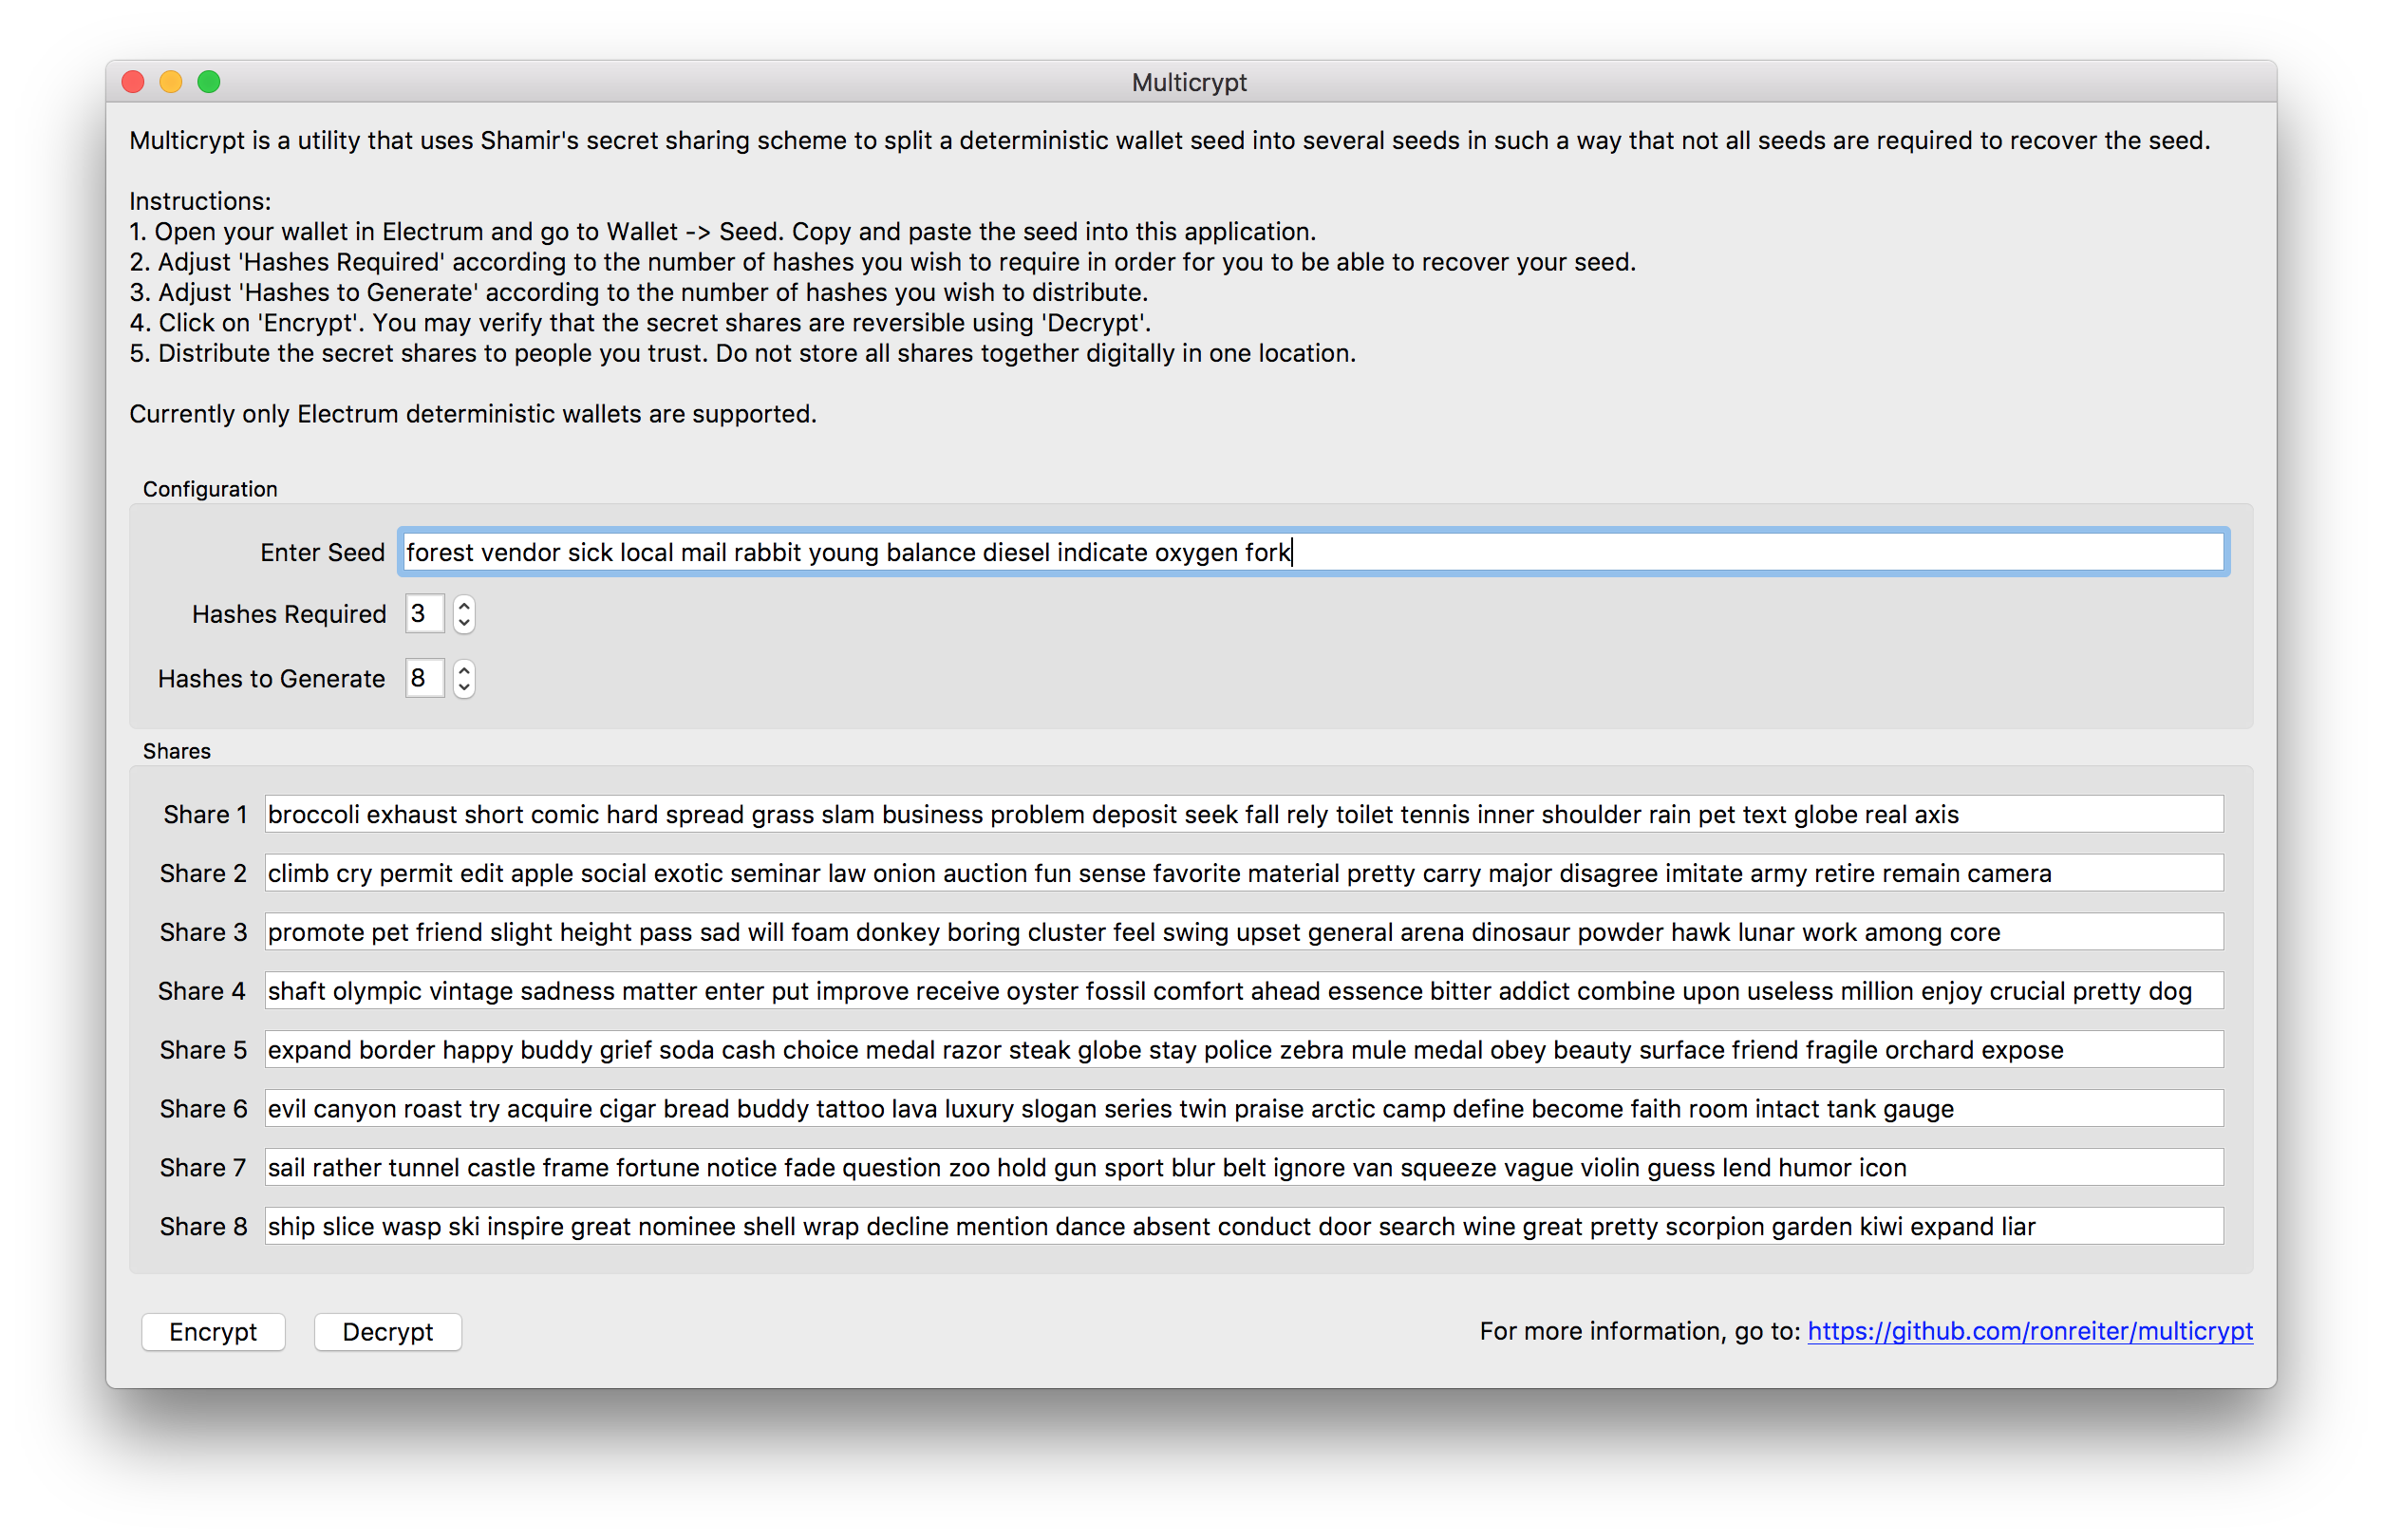 Multicrypt
Multicrypt is a utility that uses Shamir's secret sharing scheme to split a deterministic wallet seed into several seeds in such a way that not all seeds are required to recover the seed.
Instructions:
1. Open your wallet in Electrum and go to Wallet -> Seed. Copy and paste the seed into this application.
2. Adjust 'Hashes Required' according to the number of hashes you wish to require in order for you to be able to recover your seed.
3. Adjust 'Hashes to Generate' according to the number of hashes you wish to distribute.
4. Click on 'Encrypt'. You may verify that the secret shares are reversible using 'Decrypt'.
5. Distribute the secret shares to people you trust. Do not store all shares together digitally in one location.
Currently only Electrum deterministic wallets are supported.
Configuration
Enter Seed forest vendor sick local mail rabbit young balance diesel indicate oxygen fork
Hashes Required 3
Hashes to Generate 8
Shares
Share 1 broccoli exhaust short comic hard spread grass slam business problem deposit seek fall rely toilet tennis inner shoulder rain pet text globe real axis
Share 2 climb cry permit edit apple social exotic seminar law onion auction fun sense favorite material pretty carry major disagree imitate army retire remain camera
Share 3 promote pet friend slight height pass sad will foam donkey boring cluster feel swing upset general arena dinosaur powder hawk lunar work among core
Share 4 shaft olympic vintage sadness matter enter put improve receive oyster fossil comfort ahead essence bitter addict combine upon useless million enjoy crucial pretty dog
Share 5 expand border happy buddy grief soda cash choice medal razor steak globe stay police zebra mule medal obey beauty surface friend fragile orchard expose
Share 6 evil canyon roast try acquire cigar bread buddy tattoo lava luxury slogan series twin praise arctic camp define become faith room intact tank gauge
Share 7 sail rather tunnel castle frame fortune notice fade question zoo hold gun sport blur belt ignore van squeeze vague violin guess lend humor icon
Share 8 ship slice wasp ski inspire great nominee shell wrap decline mention dance absent conduct door search wine great pretty scorpion garden kiwi expand liar
Encrypt Decrypt For more information, go to: https://github.com/ronreiter/multicrypt